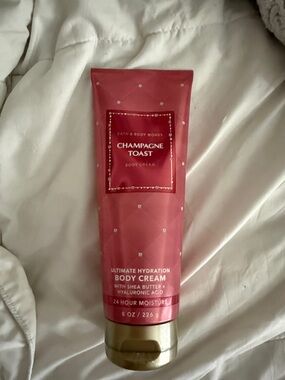 BATH & BODY WORKS
CHAMPAGNE
TOAST
BODY CREAM
ULTIMATE HYDRATION
BODY CREAM
WITH SHEA BUTTER +
HYALURONIC ACID
24 HOUR MOISTURE
8 OZ / 226 g